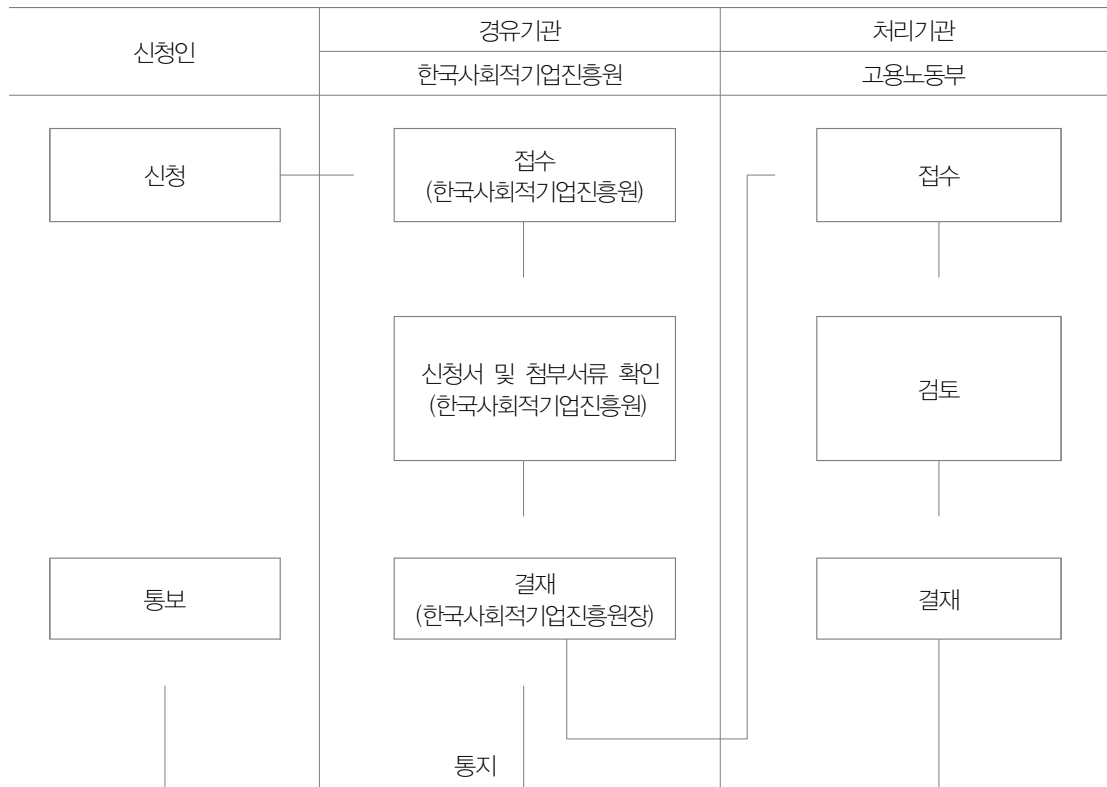 신청인
경유기관
처리기관
한국사회적기업진흥원
고용노동부
신청
접수
(한국사회적기업진흥원)
접수
신청서 및 첨부서류 확인
(한국사회적기업진흥원)
검토
통보
결재
(한국사회적기업진흥원장)
결재
통지